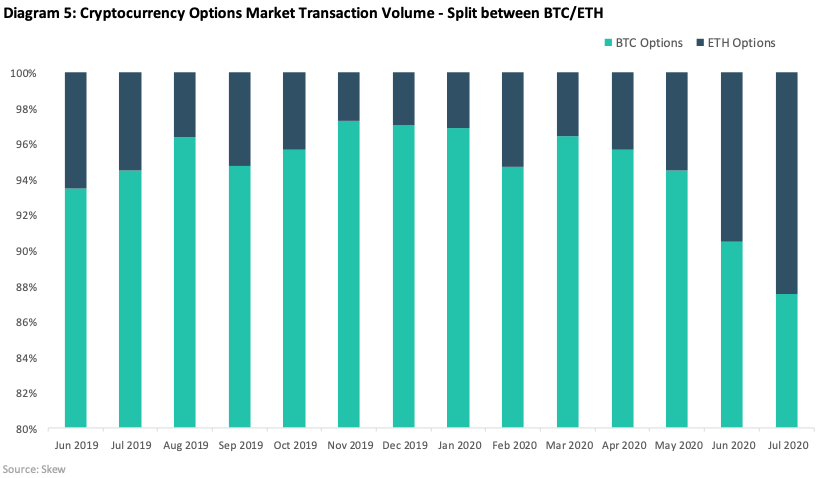 Diagram 5: Cryptocurrency Options Market Transaction Volume - Split between BTC/ETH
BTC Options ETH Options
100%
98%
96%
94%
92%
90%
88%
86%
84%
82%
80%
Jun 2019 Jul 2019 Aug 2019 Sep 2019 Oct 2019 Nov 2019 Dec 2019 Jan 2020 Feb 2020 Mar 2020 Apr 2020 May 2020 Jun 2020 Jul 2020
Source: Skew